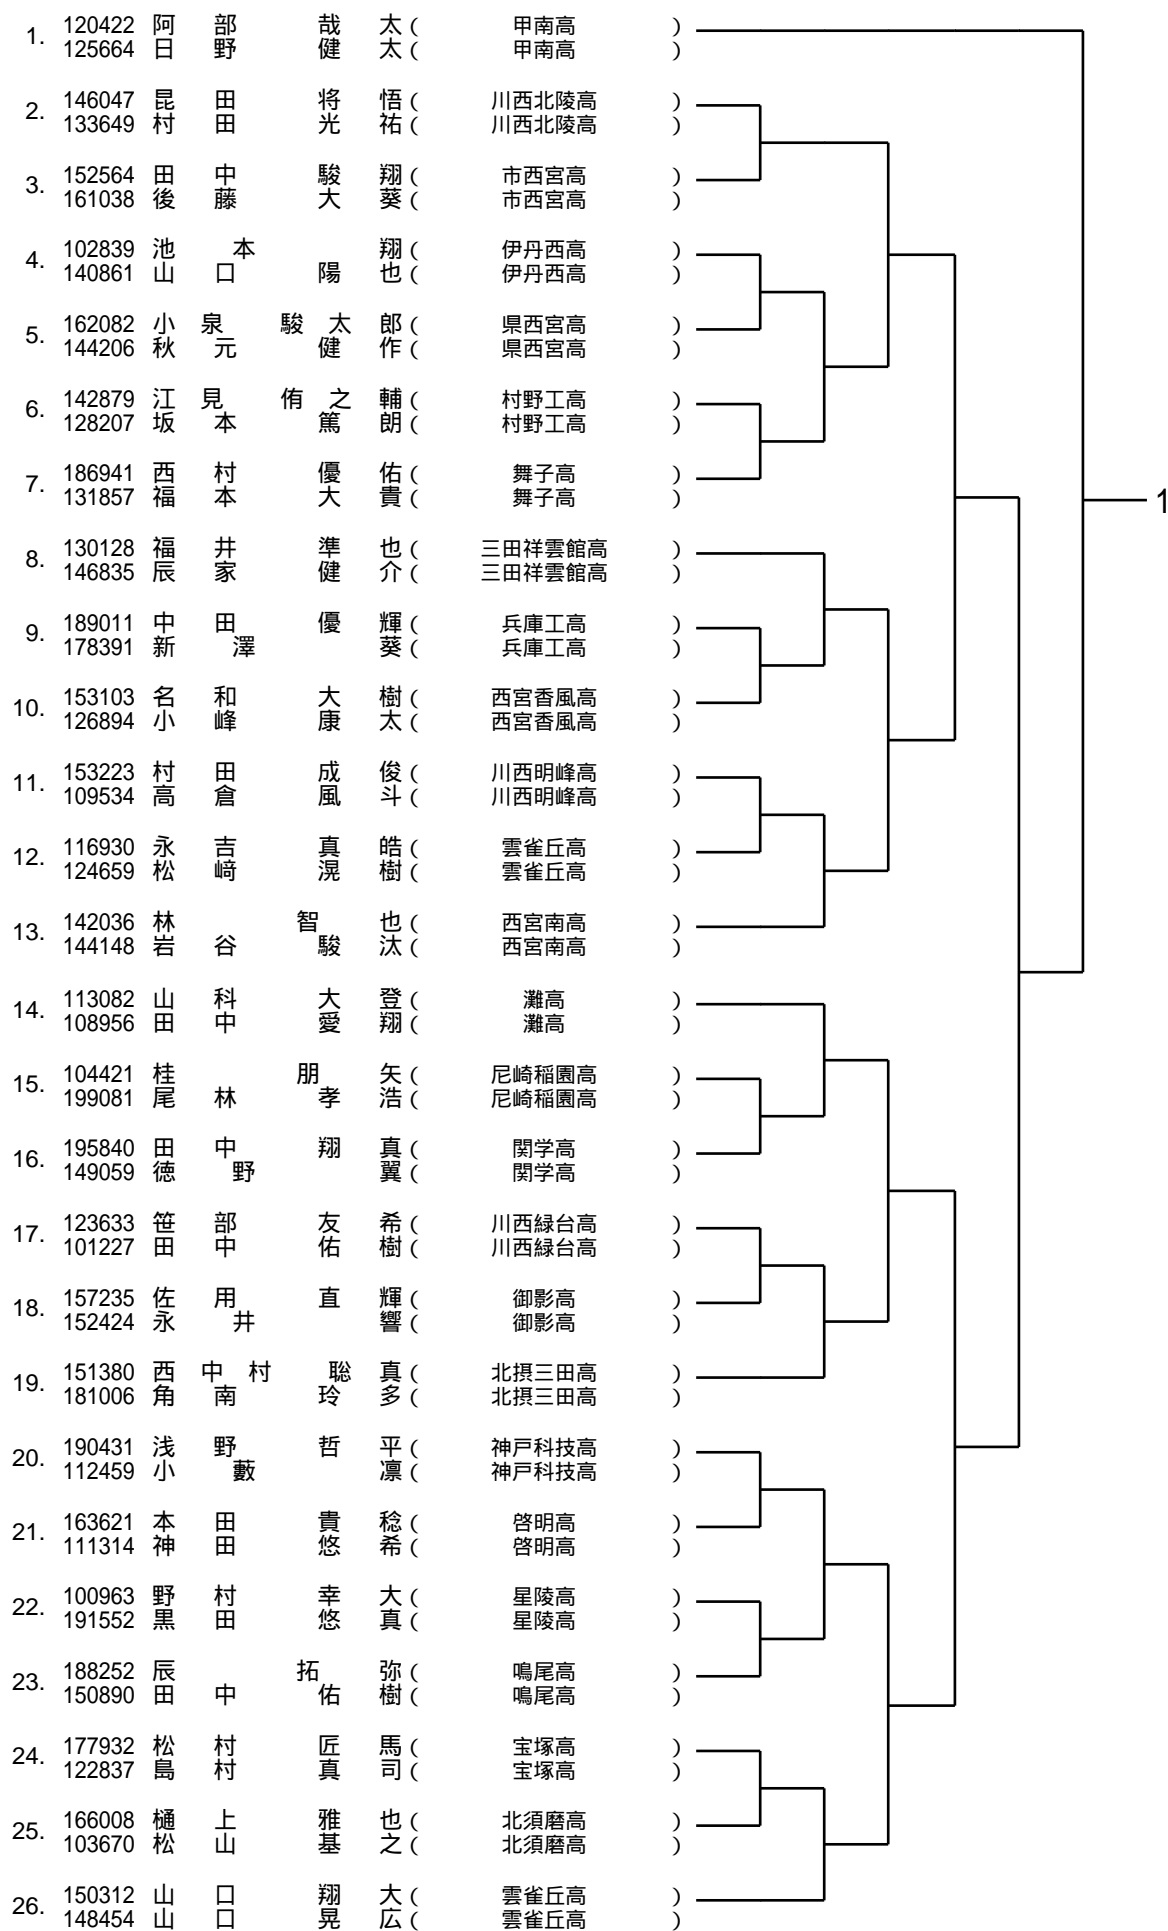 1. 120422 阿部 哲太 ( 甲南高 )
125664 日野 健太 ( 甲南高 )
2. 146047 昆田 将悟 ( 川西北陵高 )
133649 村田 光祐 ( 川西北陵高 )
3. 152564 田中 駿翔 ( 市西宮高 )
161038 後藤 大葵 ( 市西宮高 )
4. 102839 池本 翔 ( 伊丹西高 )
140861 山口 陽也 ( 伊丹西高 )
5. 162082 小泉 駿太郎 ( 県西宮高 )
144206 秋元 健作 ( 県西宮高 )
6. 142879 江見 侑之輔 ( 村野工高 )
128207 坂本 篤朗 ( 村野工高 )
7. 186941 西村 優佑 ( 舞子高 )
131857 福本 大貴 ( 舞子高 )
1
8. 130128 福井 準也 ( 三田祥雲館高 )
146835 辰家 健介 ( 三田祥雲館高 )
9. 189011 中田 優輝 ( 兵庫工高 )
178391 新澤 葵 ( 兵庫工高 )
10. 153103 名和 大樹 ( 西宮香風高 )
126894 小峰 康太 ( 西宮香風高 )
11. 153223 村田 成俊 ( 川西明峰高 )
109534 高倉 風斗 ( 川西明峰高 )
12. 116930 永吉 真皓 ( 雲雀丘高 )
124659 松﨑 滉樹 ( 雲雀丘高 )
13. 142036 林 智也 ( 西宮南高 )
144148 岩谷 駿汰 ( 西宮南高 )
14. 113082 山科 大登 ( 灘高 )
108956 田中 愛翔 ( 灘高 )
15. 104421 桂 朋矢 ( 尼崎稲園高 )
199081 尾林 孝浩 ( 尼崎稲園高 )
16. 195840 田中 翔真 ( 関学高 )
149059 徳野 翼 ( 関学高 )
17. 123633 笹部 友希 ( 川西緑台高 )
101227 田中 佑樹 ( 川西緑台高 )
18. 157235 佐用 直輝 ( 御影高 )
152424 永井 響 ( 御影高 )
19. 151380 西中村 聡真 ( 北摂三田高 )
181006 角南 玲多 ( 北摂三田高 )
20. 190431 浅野 哲平 ( 神戸科技高 )
112459 小藪 凛 ( 神戸科技高 )
21. 163621 本田 貴稔 ( 啓明高 )
111314 神田 悠希 ( 啓明高 )
22. 100963 野村 幸大 ( 星陵高 )
191552 黒田 悠真 ( 星陵高 )
23. 188252 辰 拓弥 ( 鳴尾高 )
150890 田中 佑樹 ( 鳴尾高 )
24. 177932 松村 匠馬 ( 宝塚高 )
122837 島村 真司 ( 宝塚高 )
25. 166008 樋上 雅也 ( 北須磨高 )
103670 松山 基之 ( 北須磨高 )
26. 150312 山口 翔大 ( 雲雀丘高 )
148454 山口 晃広 ( 雲雀丘高 )